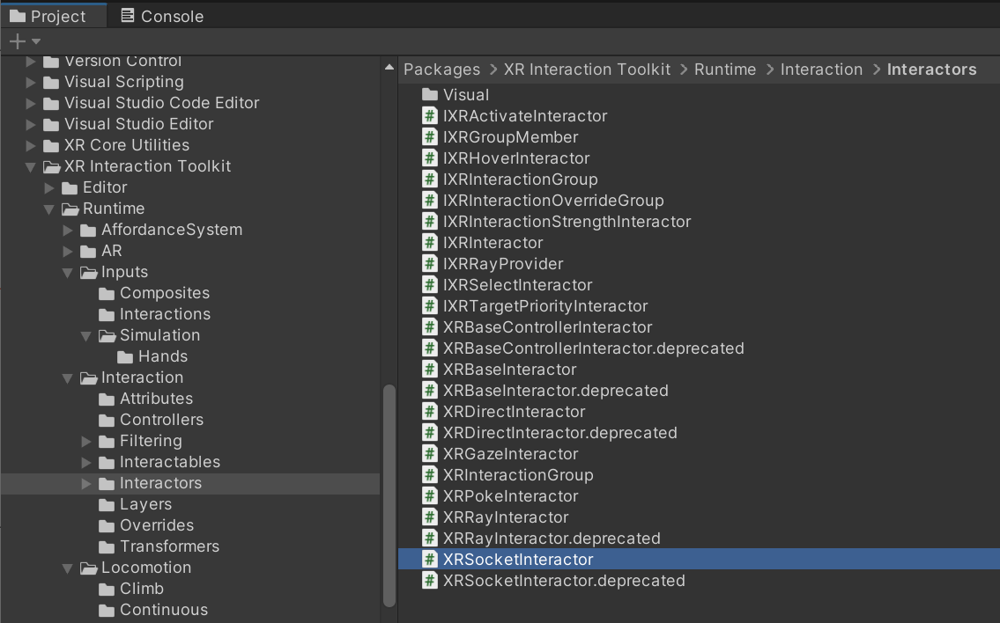 Project
Console
Version Control
Visual Scripting
Visual Studio Code Editor
Visual Studio Editor
XR Core Utilities
XR Interaction Toolkit
Editor
Runtime
AffordanceSystem
AR
Inputs
Composites
Interactions
Simulation
Hands
Interaction
Attributes
Controllers
Filtering
Interactables
Interactors
Layers
Overrides
Transformers
Locomotion
Climb
Continuous
Packages > XR Interaction Toolkit > Runtime > Interaction > Interactors
Visual
IXRActivateInteractor
IXRGroupMember
IXRHoverInteractor
IXRInteractionGroup
IXRInteractionOverrideGroup
IXRInteractionStrengthInteractor
IXRInteractor
IXRRayProvider
IXRSelectInteractor
IXRTargetPriorityInteractor
XRBaseControllerInteractor
XRBaseControllerInteractor.deprecated
XRBaseInteractor
XRBaseInteractor.deprecated
XRDirectInteractor
XRDirectInteractor.deprecated
XRGazeInteractor
XRInteractionGroup
XRPokeInteractor
XRRayInteractor
XRRayInteractor.deprecated
XRSocketInteractor
XRSocketInteractor.deprecated